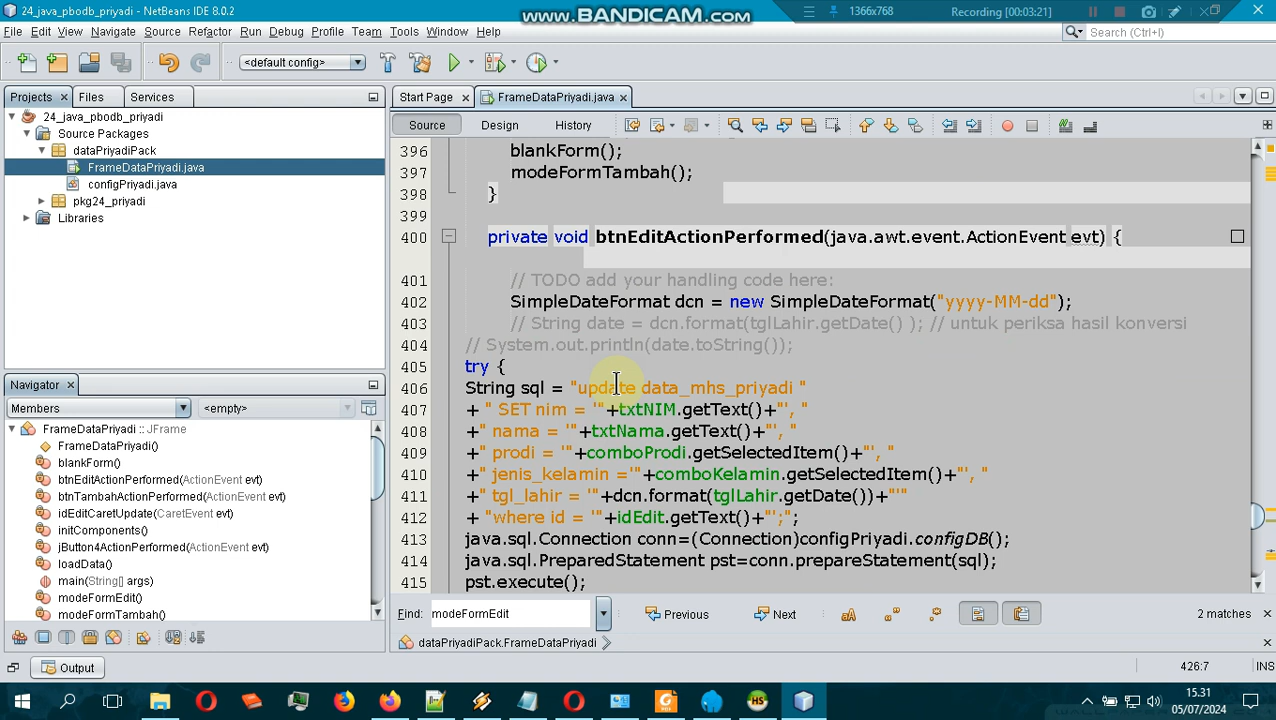 24_java_pbodb_priyadi - NetBeans IDE 8.0.2
www.BANDICAM.com
1366x768
Recording [00:03:21]
File Edit View Navigate Source Refactor Run Debug Profile Team Tools Window Help
Search (Ctrl+I)
<default config>
Projects
Files
Services
Start Page
FrameDataPriyadi.java
Source
Design
History
24_java_pbodb_priyadi
Source Packages
dataPriyadiPack
FrameDataPriyadi.java
configPriyadi.java
pkg24_priyadi
Libraries
Navigator
Members
<empty>
FrameDataPriyadi :: JFrame
FrameDataPriyadi()
blankForm()
btnEditActionPerformed(ActionEvent evt)
btnTambahActionPerformed(ActionEvent evt)
idEditCaretUpdate(CaretEvent evt)
initComponents()
jButton4ActionPerformed(ActionEvent evt)
loadData()
main(String[] args)
modeFormEdit()
modeFormTambah()
396 blankForm();
397 modeFormTambah();
398 }
399
400 private void btnEditActionPerformed(java.awt.event.ActionEvent evt) {
401 // TODO add your handling code here:
402 SimpleDateFormat dcn = new SimpleDateFormat("yyyy-MM-dd");
403 // String date = dcn.format(tglLahir.getDate() ); // untuk periksa hasil konversi
404 // System.out.println(date.toString());
405 try {
406 String sql = "update data_mhs_priyadi "
407 + " SET nim = '"+txtNIM.getText()+"', "
408 +" nama = '"+txtNama.getText()+"', "
409 +" prodi = '"+comboProdi.getSelectedItem()+"', "
410 +" jenis_kelamin ='"+comboKelamin.getSelectedItem()+"', "
411 +" tgl_lahir = '"+dcn.format(tglLahir.getDate())+"'"
412 + "where id = '"+idEdit.getText()+"';";
413 java.sql.Connection conn=(Connection)configPriyadi.configDB();
414 java.sql.PreparedStatement pst=conn.prepareStatement(sql);
415 pst.execute();
Find: modeFormEdit
Previous
Next
2 matches
dataPriyadiPack.FrameDataPriyadi
Output
426:7
INS
15.31
05/07/2024